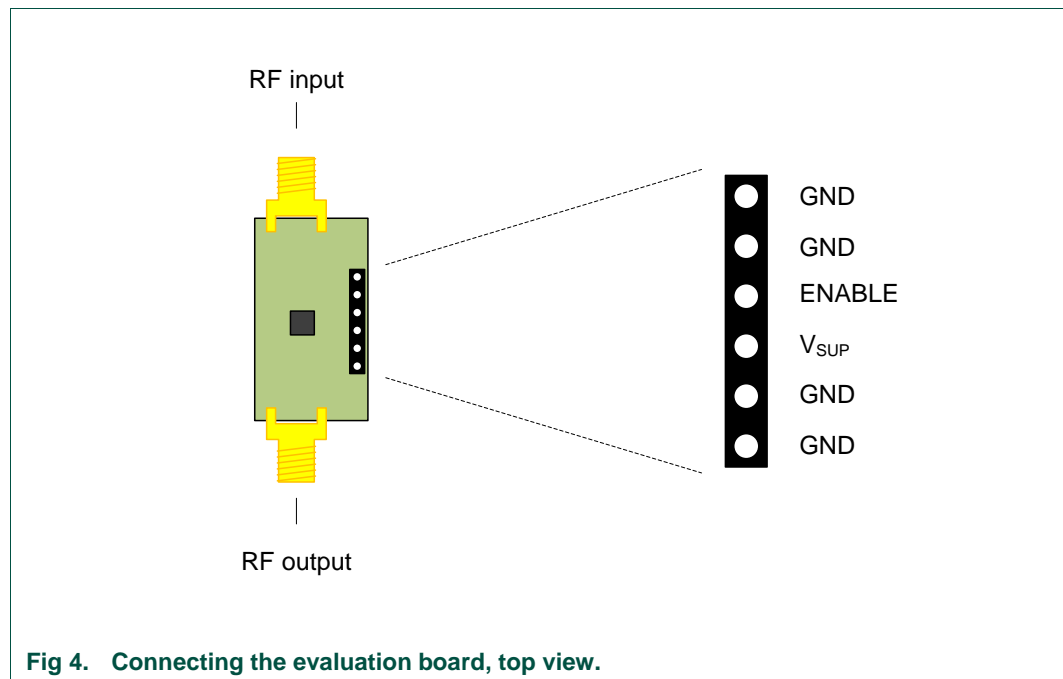 RF input
GND
GND
ENABLE
VSUP
GND
GND
RF output
Fig 4. Connecting the evaluation board, top view.